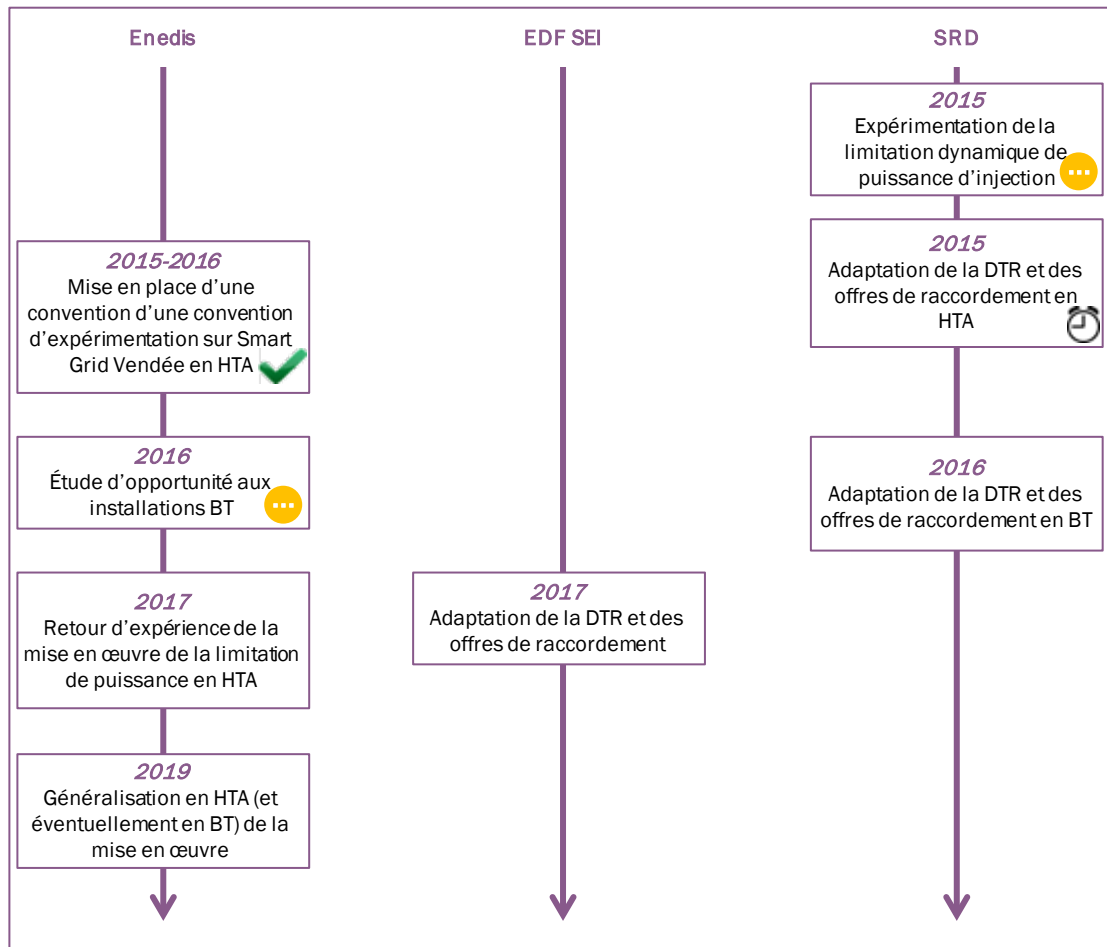 Enedis
2015-2016
Mise en place d'une
convention d'une convention
d'expérimentation sur Smart
Grid Vendée en HTA
2016
Étude d'opportunité aux
installations BT
2017
Retour d'expérience de la
mise en œuvre de la limitation
de puissance en HTA
2019
Généralisation en HTA (et
éventuellement en BT) de la
mise en œuvre
EDF SEI
2017
Adaptation de la DTR et des
offres de raccordement
SRD
2015
Expérimentation de la
limitation dynamique de
puissance d'injection
2015
Adaptation de la DTR et des
offres de raccordement en
HTA
2016
Adaptation de la DTR et des
offres de raccordement en BT